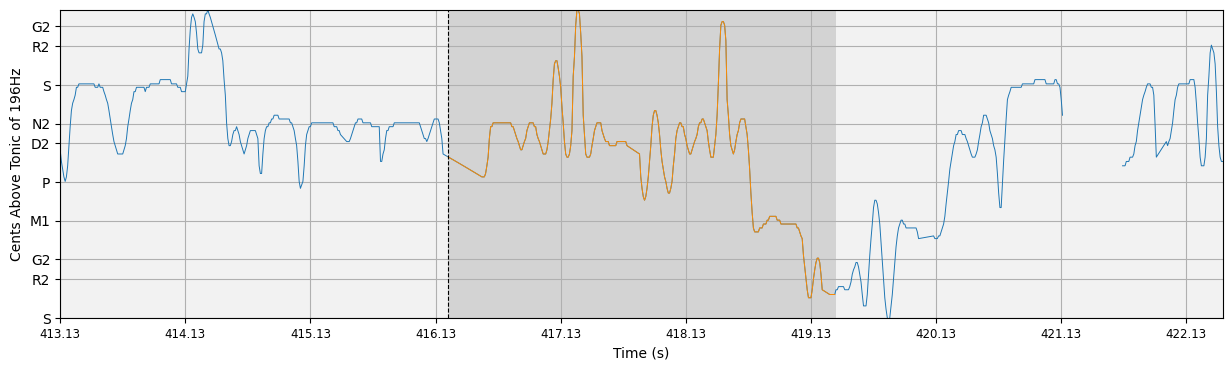 Cents Above Tonic of 196Hz
G2
R2
S
N2
D2
P
M1
G2
R2
S
413.13 414.13 415.13 416.13 417.13 418.13 419.13 420.13 421.13 422.13
Time (s)